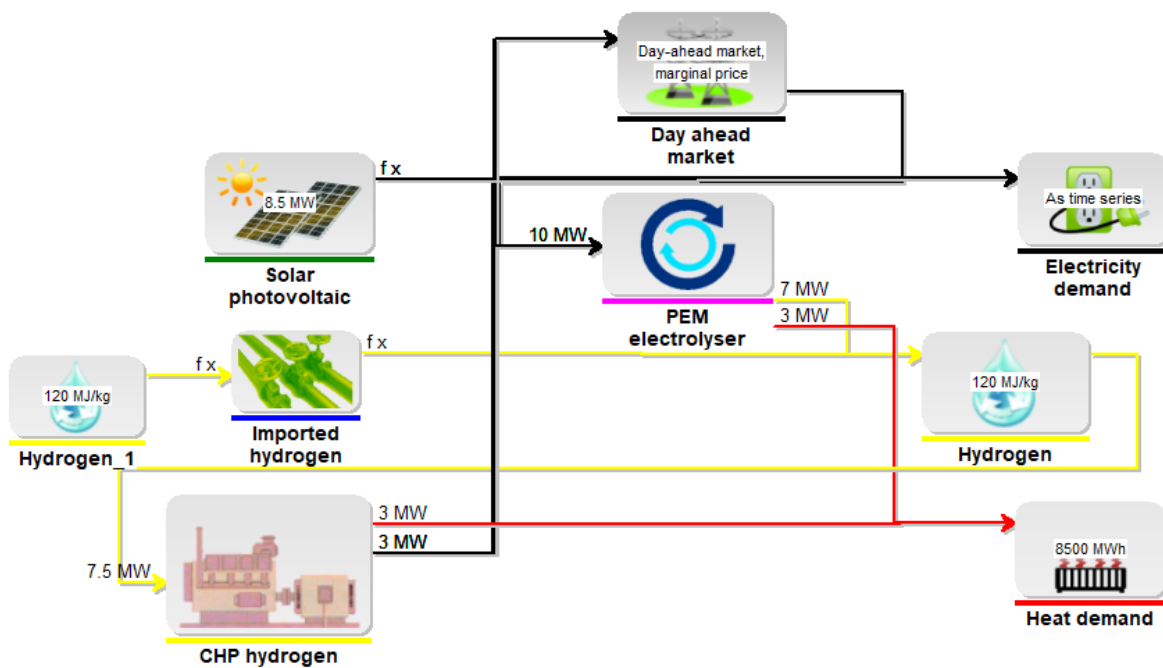 Day-ahead market,
marginal price
Day ahead
market
f x
8.5 MW
Solar
photovoltaic
As time series
Electricity
demand
10 MW
PEM
electrolyser
7 MW
3 MW
f x
f x
120 MJ/kg
Hydrogen_1
Imported
hydrogen
120 MJ/kg
Hydrogen
3 MW
3 MW
7.5 MW
CHP hydrogen
8500 MWh
Heat demand